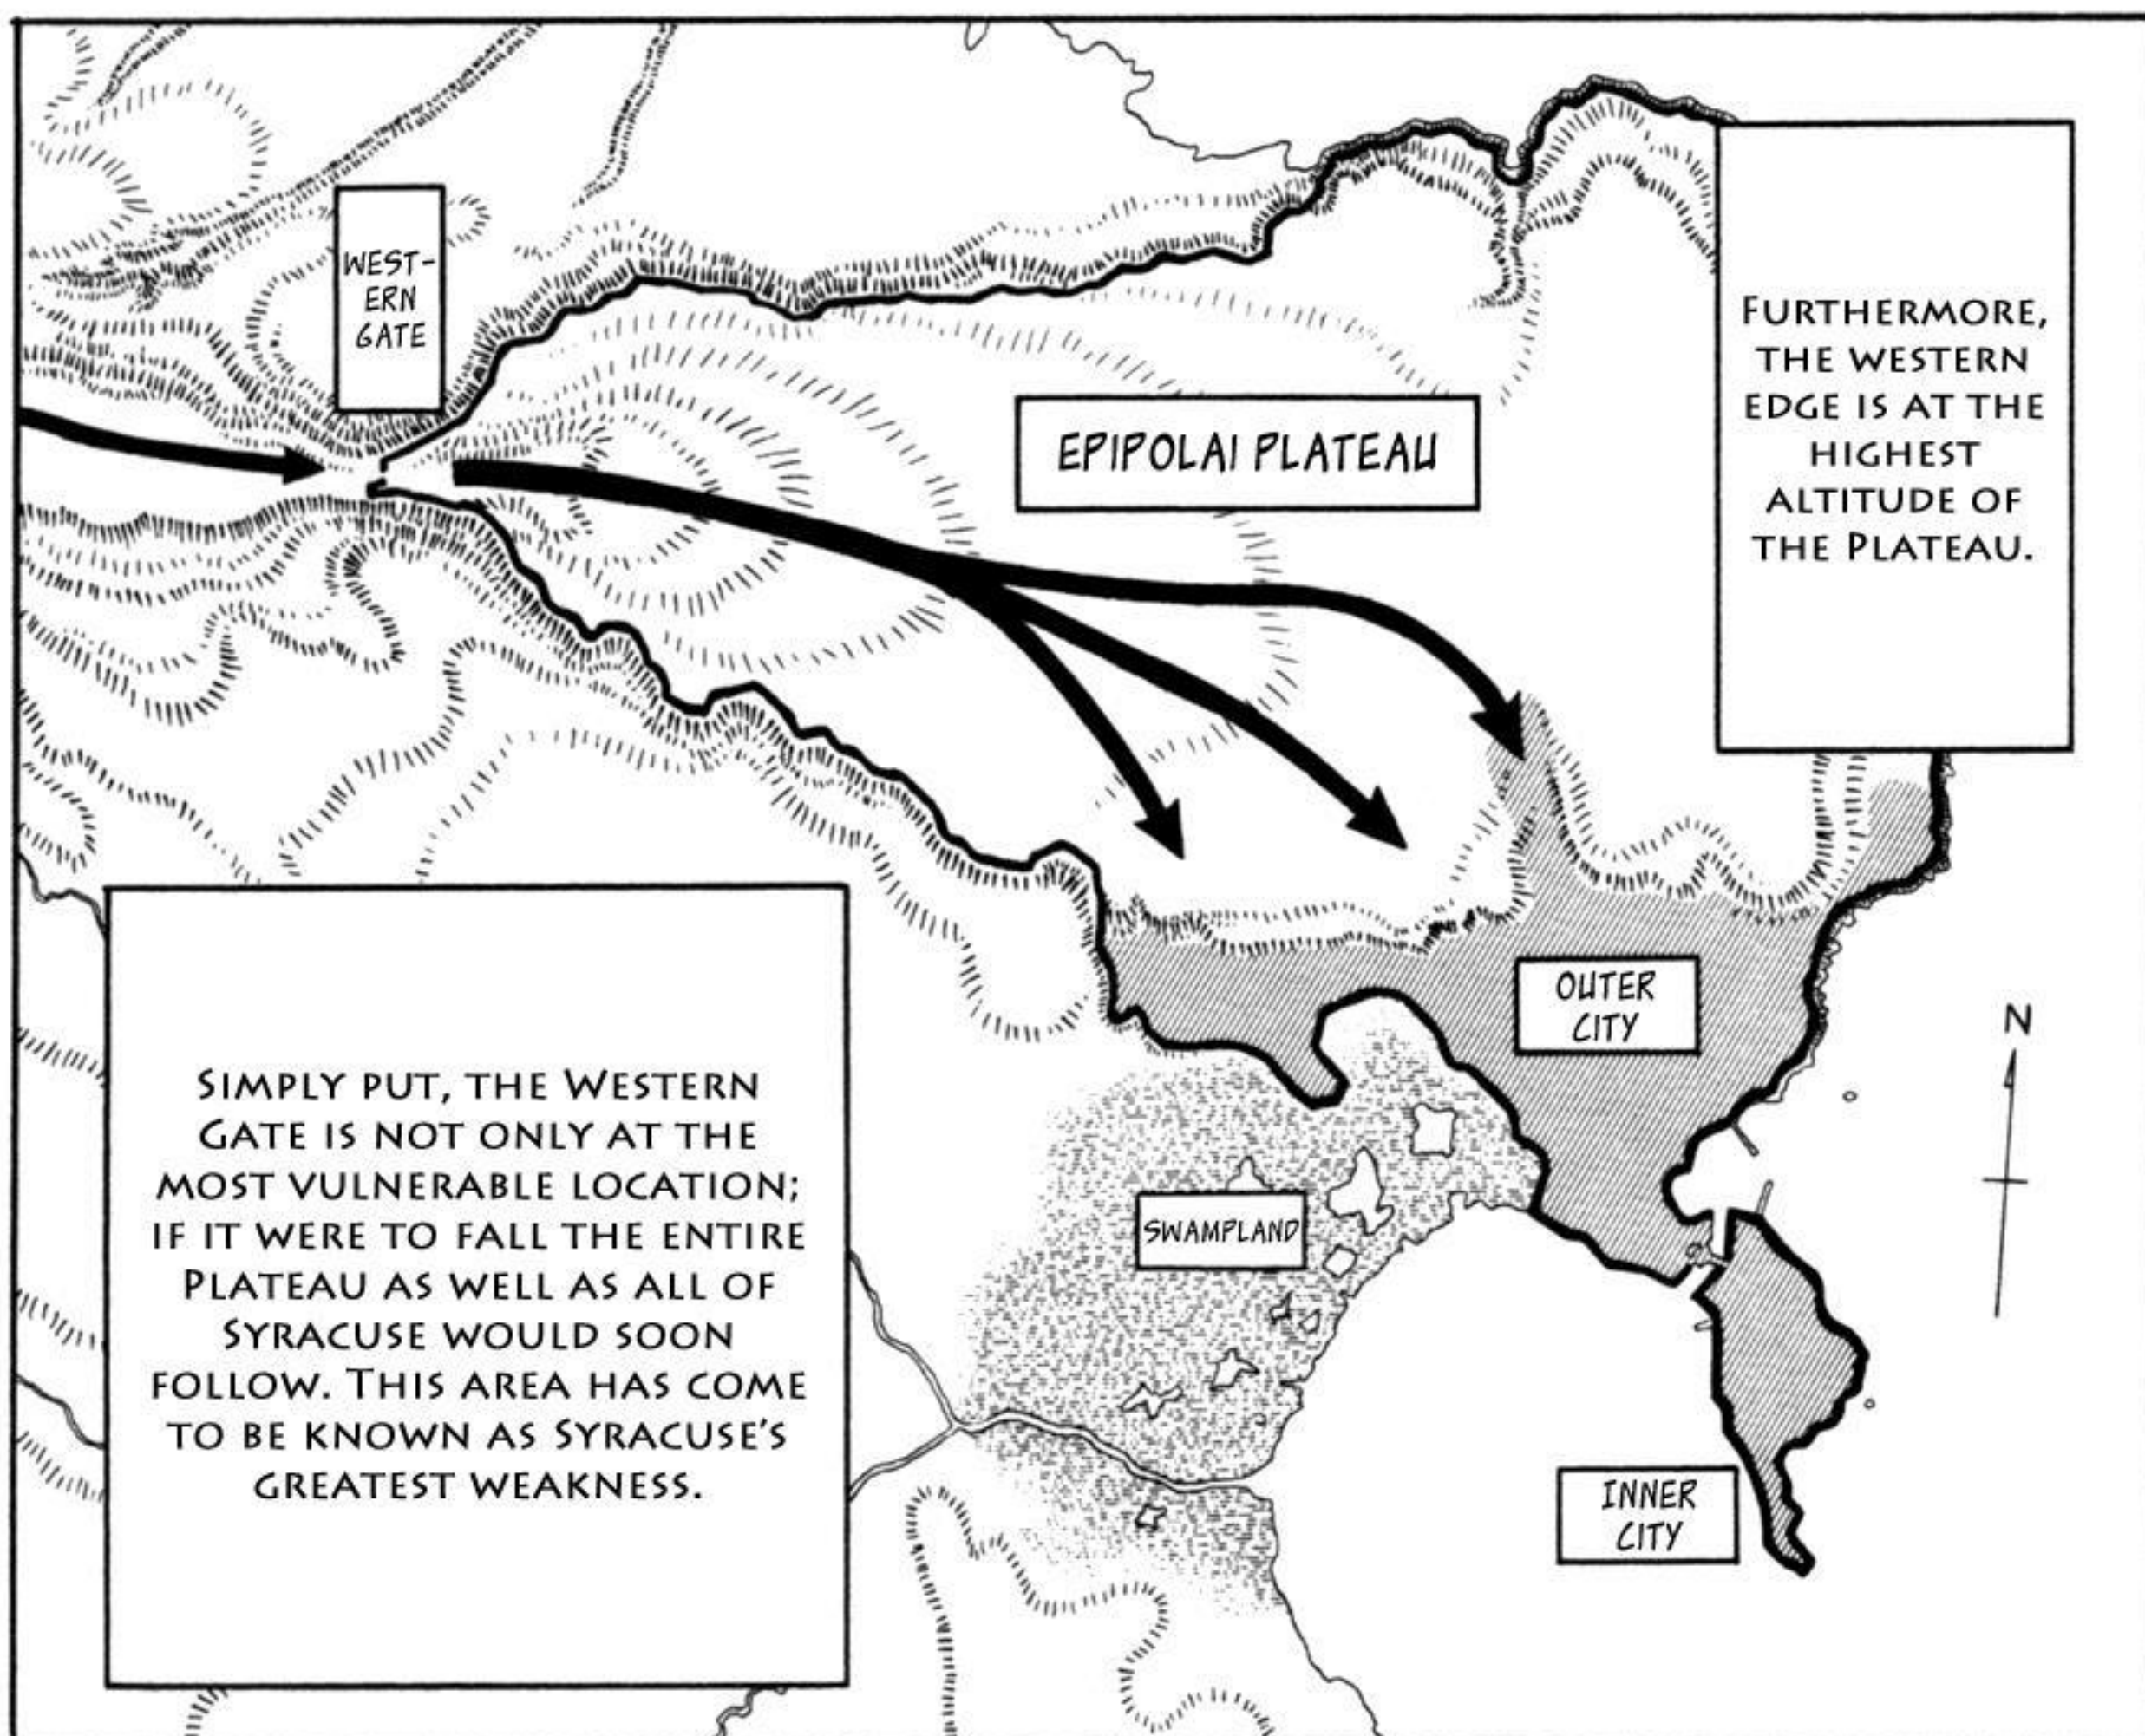 WEST-
ERN
GATE
EPIPOLAI PLATEAU
FURTHERMORE,
THE WESTERN
EDGE IS AT THE
HIGHEST
ALTITUDE OF
THE PLATEAU.
SIMPLY PUT, THE WESTERN
GATE IS NOT ONLY AT THE
MOST VULNERABLE LOCATION;
IF IT WERE TO FALL THE ENTIRE
PLATEAU AS WELL AS ALL OF
SYRACUSE WOULD SOON
FOLLOW. THIS AREA HAS COME
TO BE KNOWN AS SYRACUSE'S
GREATEST WEAKNESS.
OUTER
CITY
N
SWAMPLAND
INNER
CITY